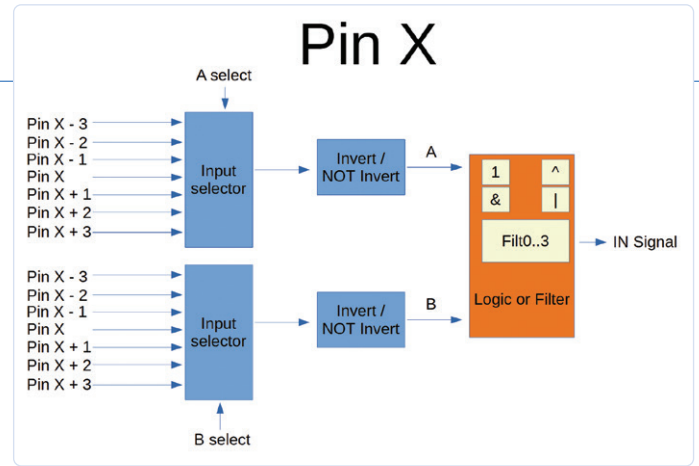 Pin X
A select
Pin X - 3
Pin X - 2
Pin X - 1
Pin X
Pin X + 1
Pin X + 2
Pin X + 3
Input
selector
Invert /
NOT Invert
A
1
^
&
|
Filt0..3
Logic or Filter
IN Signal
Pin X - 3
Pin X - 2
Pin X - 1
Pin X
Pin X + 1
Pin X + 2
Pin X + 3
Input
selector
Invert /
NOT Invert
B
B select